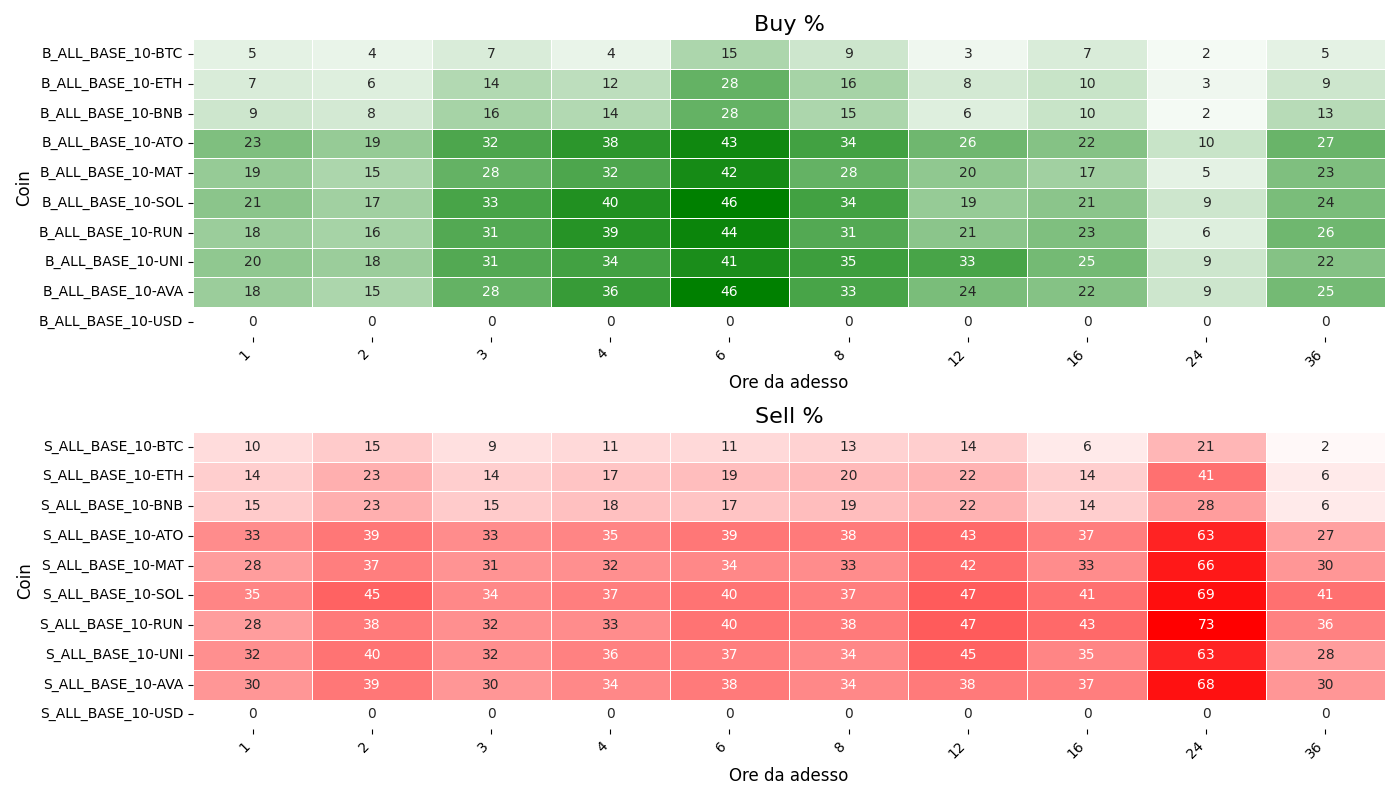 Buy %
Coin
B_ALL_BASE_10-BTC 5 4 7 4 15 9 3 7 2 5
B_ALL_BASE_10-ETH 7 6 14 12 28 16 8 10 3 9
B_ALL_BASE_10-BNB 9 8 16 14 28 15 6 10 2 13
B_ALL_BASE_10-ATO 23 19 32 38 43 34 26 22 10 27
B_ALL_BASE_10-MAT 19 15 28 32 42 28 20 17 5 23
B_ALL_BASE_10-SOL 21 17 33 40 46 34 19 21 9 24
B_ALL_BASE_10-RUN 18 16 31 39 44 31 21 23 6 26
B_ALL_BASE_10-UNI 20 18 31 34 41 35 33 25 9 22
B_ALL_BASE_10-AVA 18 15 28 36 46 33 24 22 9 25
B_ALL_BASE_10-USD 0 0 0 0 0 0 0 0 0 0
1 2 3 4 6 8 12 16 24 36
Ore da adesso
Sell %
Coin
S_ALL_BASE_10-BTC 10 15 9 11 11 13 14 6 21 2
S_ALL_BASE_10-ETH 14 23 14 17 19 20 22 14 41 6
S_ALL_BASE_10-BNB 15 23 15 18 17 19 22 14 28 6
S_ALL_BASE_10-ATO 33 39 33 35 39 38 43 37 63 27
S_ALL_BASE_10-MAT 28 37 31 32 34 33 42 33 66 30
S_ALL_BASE_10-SOL 35 45 34 37 40 37 47 41 69 41
S_ALL_BASE_10-RUN 28 38 32 33 40 38 47 43 73 36
S_ALL_BASE_10-UNI 32 40 32 36 37 34 45 35 63 28
S_ALL_BASE_10-AVA 30 39 30 34 38 34 38 37 68 30
S_ALL_BASE_10-USD 0 0 0 0 0 0 0 0 0 0
1 2 3 4 6 8 12 16 24 36
Ore da adesso